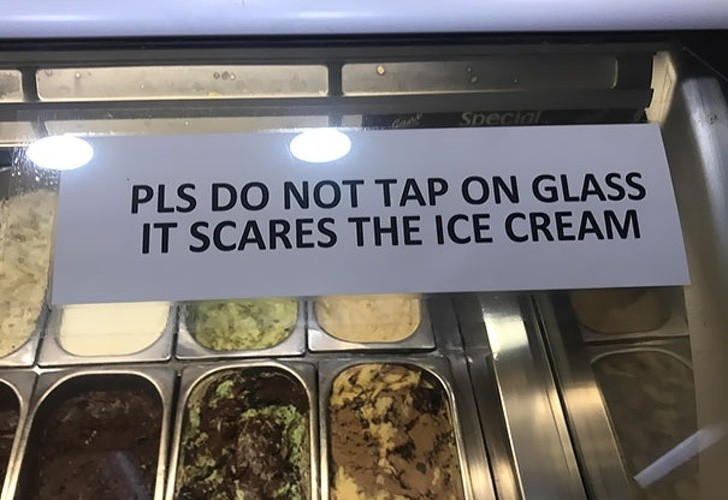 Special
PLS DO NOT TAP ON GLASS
IT SCARES THE ICE CREAM